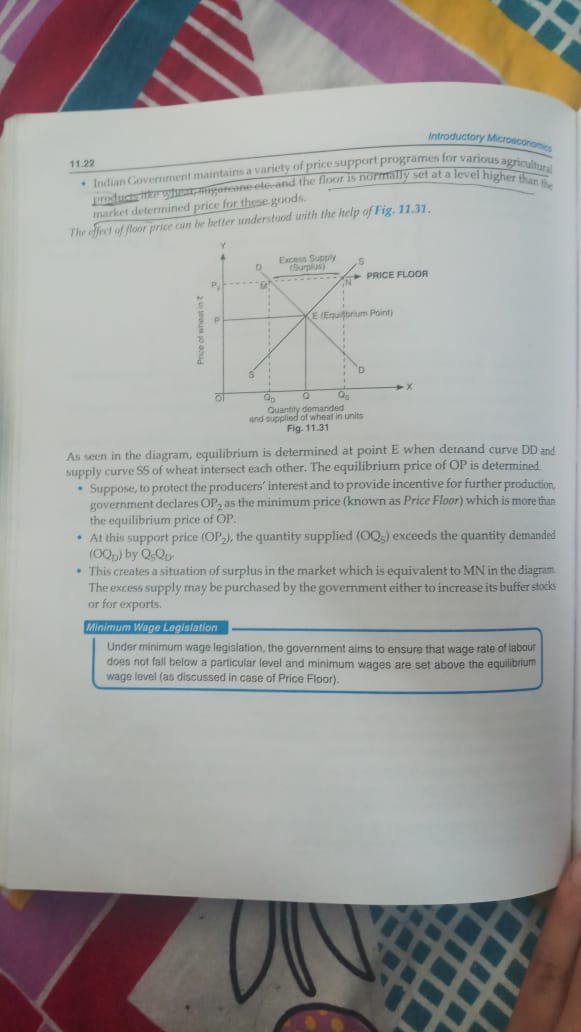 Introductory Microeconomics
11.22
• Indian Government maintains a variety of price support programes for various agricultural
products like wheat, sugarcane etc. and the floor is normally set at a level higher than the
market determined price for these goods.
The effect of floor price can be better understood with the help of Fig. 11.31.
Y
Excess Supply
(Surplus)
D
S
P₂
M
N
PRICE FLOOR
Price of wheat in ₹
P
E (Equilibrium Point)
S
D
O
Q_D
Q
Q_S
X
Quantity demanded
and supplied of wheat in units
Fig. 11.31
As seen in the diagram, equilibrium is determined at point E when demand curve DD and
supply curve SS of wheat intersect each other. The equilibrium price of OP is determined.
• Suppose, to protect the producers' interest and to provide incentive for further production,
government declares OP₂ as the minimum price (known as Price Floor) which is more than
the equilibrium price of OP.
• At this support price (OP₂), the quantity supplied (OQ_S) exceeds the quantity demanded
(OQ_D) by Q_SQ_D.
• This creates a situation of surplus in the market which is equivalent to MN in the diagram.
The excess supply may be purchased by the government either to increase its buffer stocks
or for exports.
Minimum Wage Legislation
Under minimum wage legislation, the government aims to ensure that wage rate of labour
does not fall below a particular level and minimum wages are set above the equilibrium
wage level (as discussed in case of Price Floor).